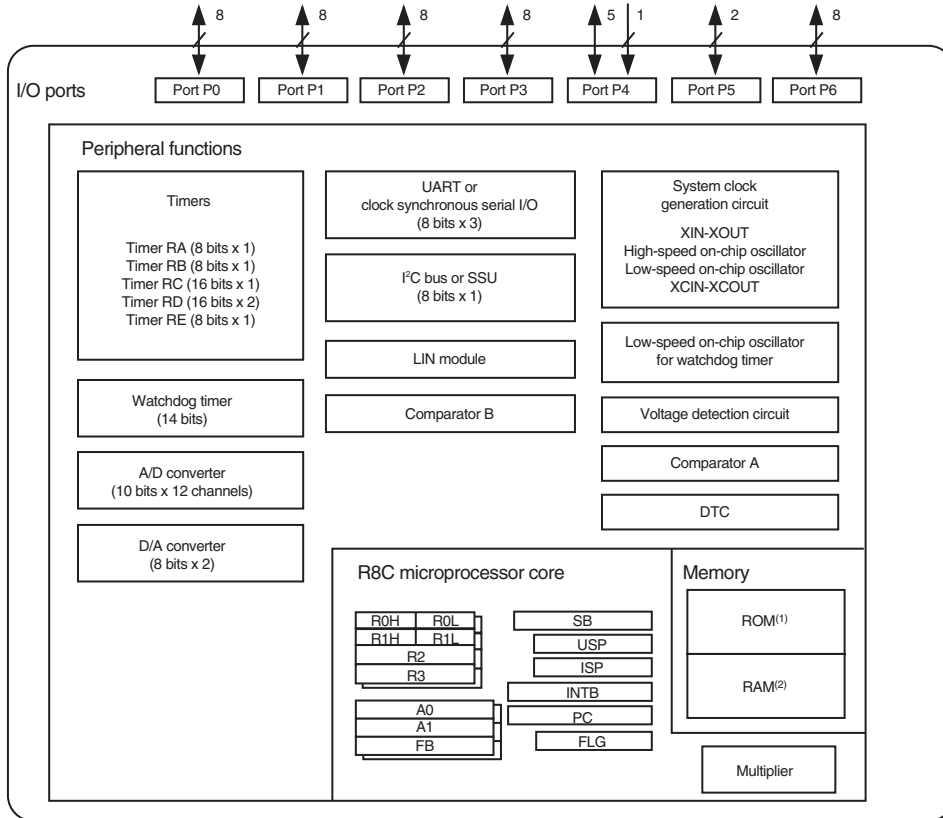 8 8 8 8 5 1 2 8
I/O ports
Port P0 Port P1 Port P2 Port P3 Port P4 Port P5 Port P6
Peripheral functions
Timers
Timer RA (8 bits x 1)
Timer RB (8 bits x 1)
Timer RC (16 bits x 1)
Timer RD (16 bits x 2)
Timer RE (8 bits x 1)
Watchdog timer
(14 bits)
A/D converter
(10 bits x 12 channels)
D/A converter
(8 bits x 2)
UART or
clock synchronous serial I/O
(8 bits x 3)
I²C bus or SSU
(8 bits x 1)
LIN module
Comparator B
System clock
generation circuit
XIN-XOUT
High-speed on-chip oscillator
Low-speed on-chip oscillator
XCIN-XCOUT
Low-speed on-chip oscillator
for watchdog timer
Voltage detection circuit
Comparator A
DTC
R8C microprocessor core
R0H R0L
R1H R1L
R2
R3
A0
A1
FB
SB
USP
ISP
INTB
PC
FLG
Memory
ROM(1)
RAM(2)
Multiplier